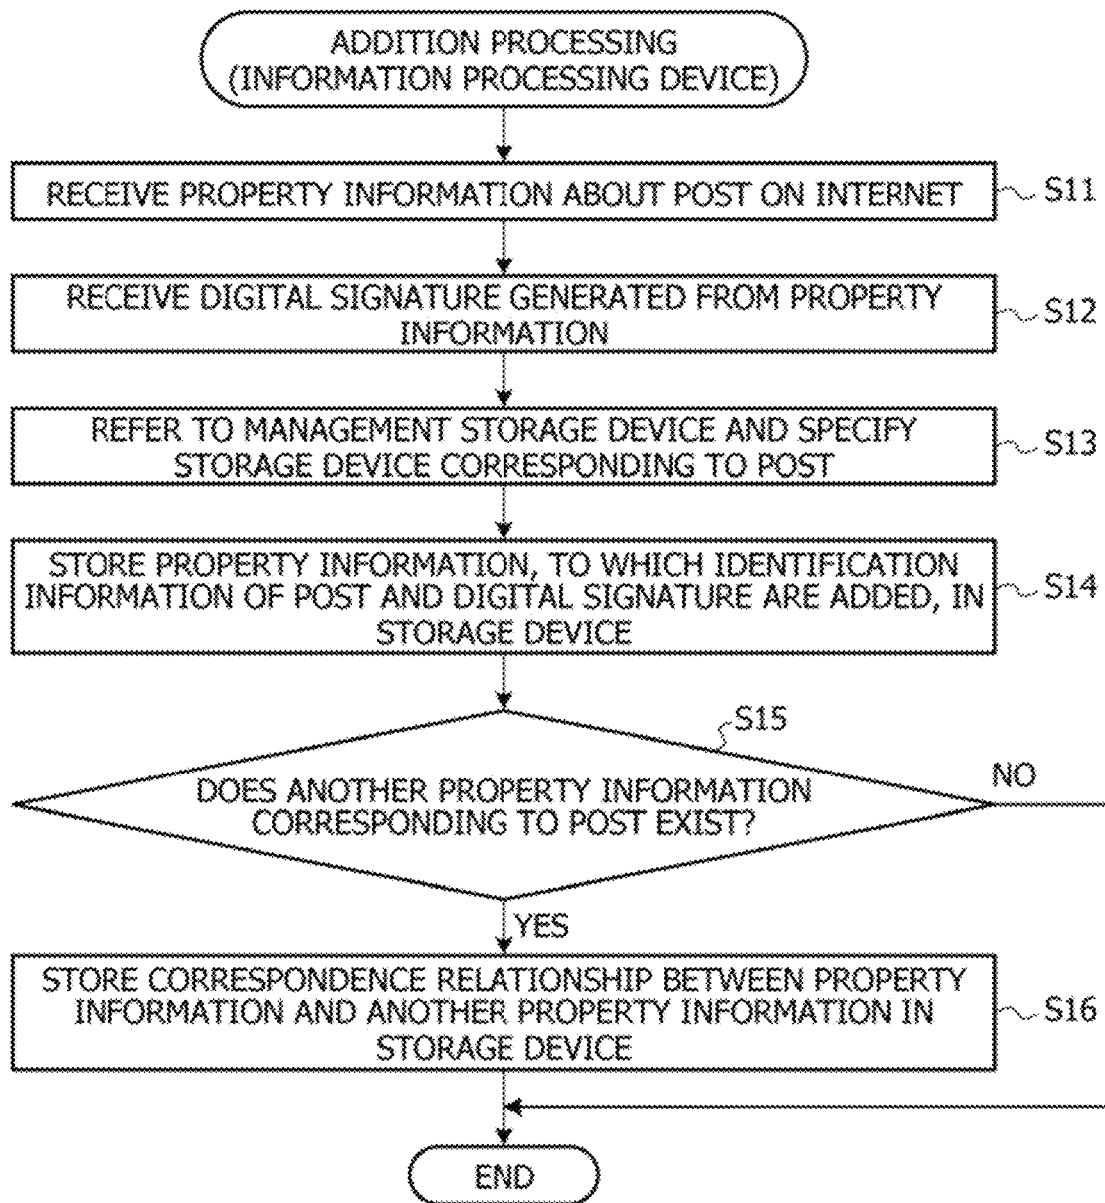 ADDITION PROCESSING
(INFORMATION PROCESSING DEVICE)
RECEIVE PROPERTY INFORMATION ABOUT POST ON INTERNET
S11
RECEIVE DIGITAL SIGNATURE GENERATED FROM PROPERTY
INFORMATION
S12
REFER TO MANAGEMENT STORAGE DEVICE AND SPECIFY
STORAGE DEVICE CORRESPONDING TO POST
S13
STORE PROPERTY INFORMATION, TO WHICH IDENTIFICATION
INFORMATION OF POST AND DIGITAL SIGNATURE ARE ADDED, IN
STORAGE DEVICE
S14
S15
DOES ANOTHER PROPERTY INFORMATION
CORRESPONDING TO POST EXIST?
NO
YES
STORE CORRESPONDENCE RELATIONSHIP BETWEEN PROPERTY
INFORMATION AND ANOTHER PROPERTY INFORMATION IN
STORAGE DEVICE
S16
END